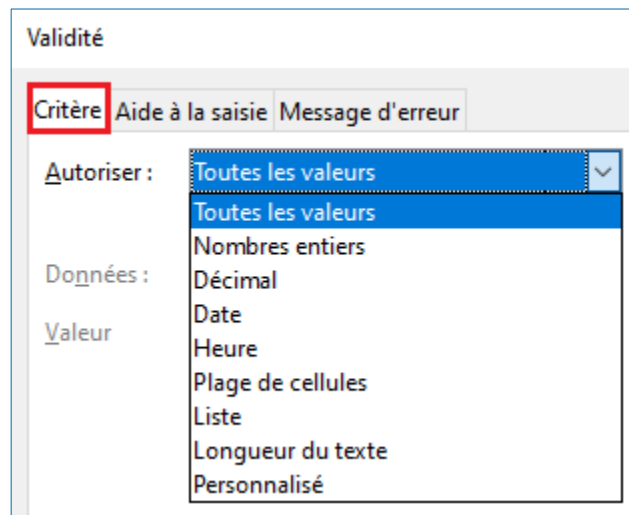 Validité
Critère Aide à la saisie Message d'erreur
Autoriser : Toutes les valeurs
Toutes les valeurs
Nombres entiers
Données : Décimal
Date
Valeur Heure
Plage de cellules
Liste
Longueur du texte
Personnalisé